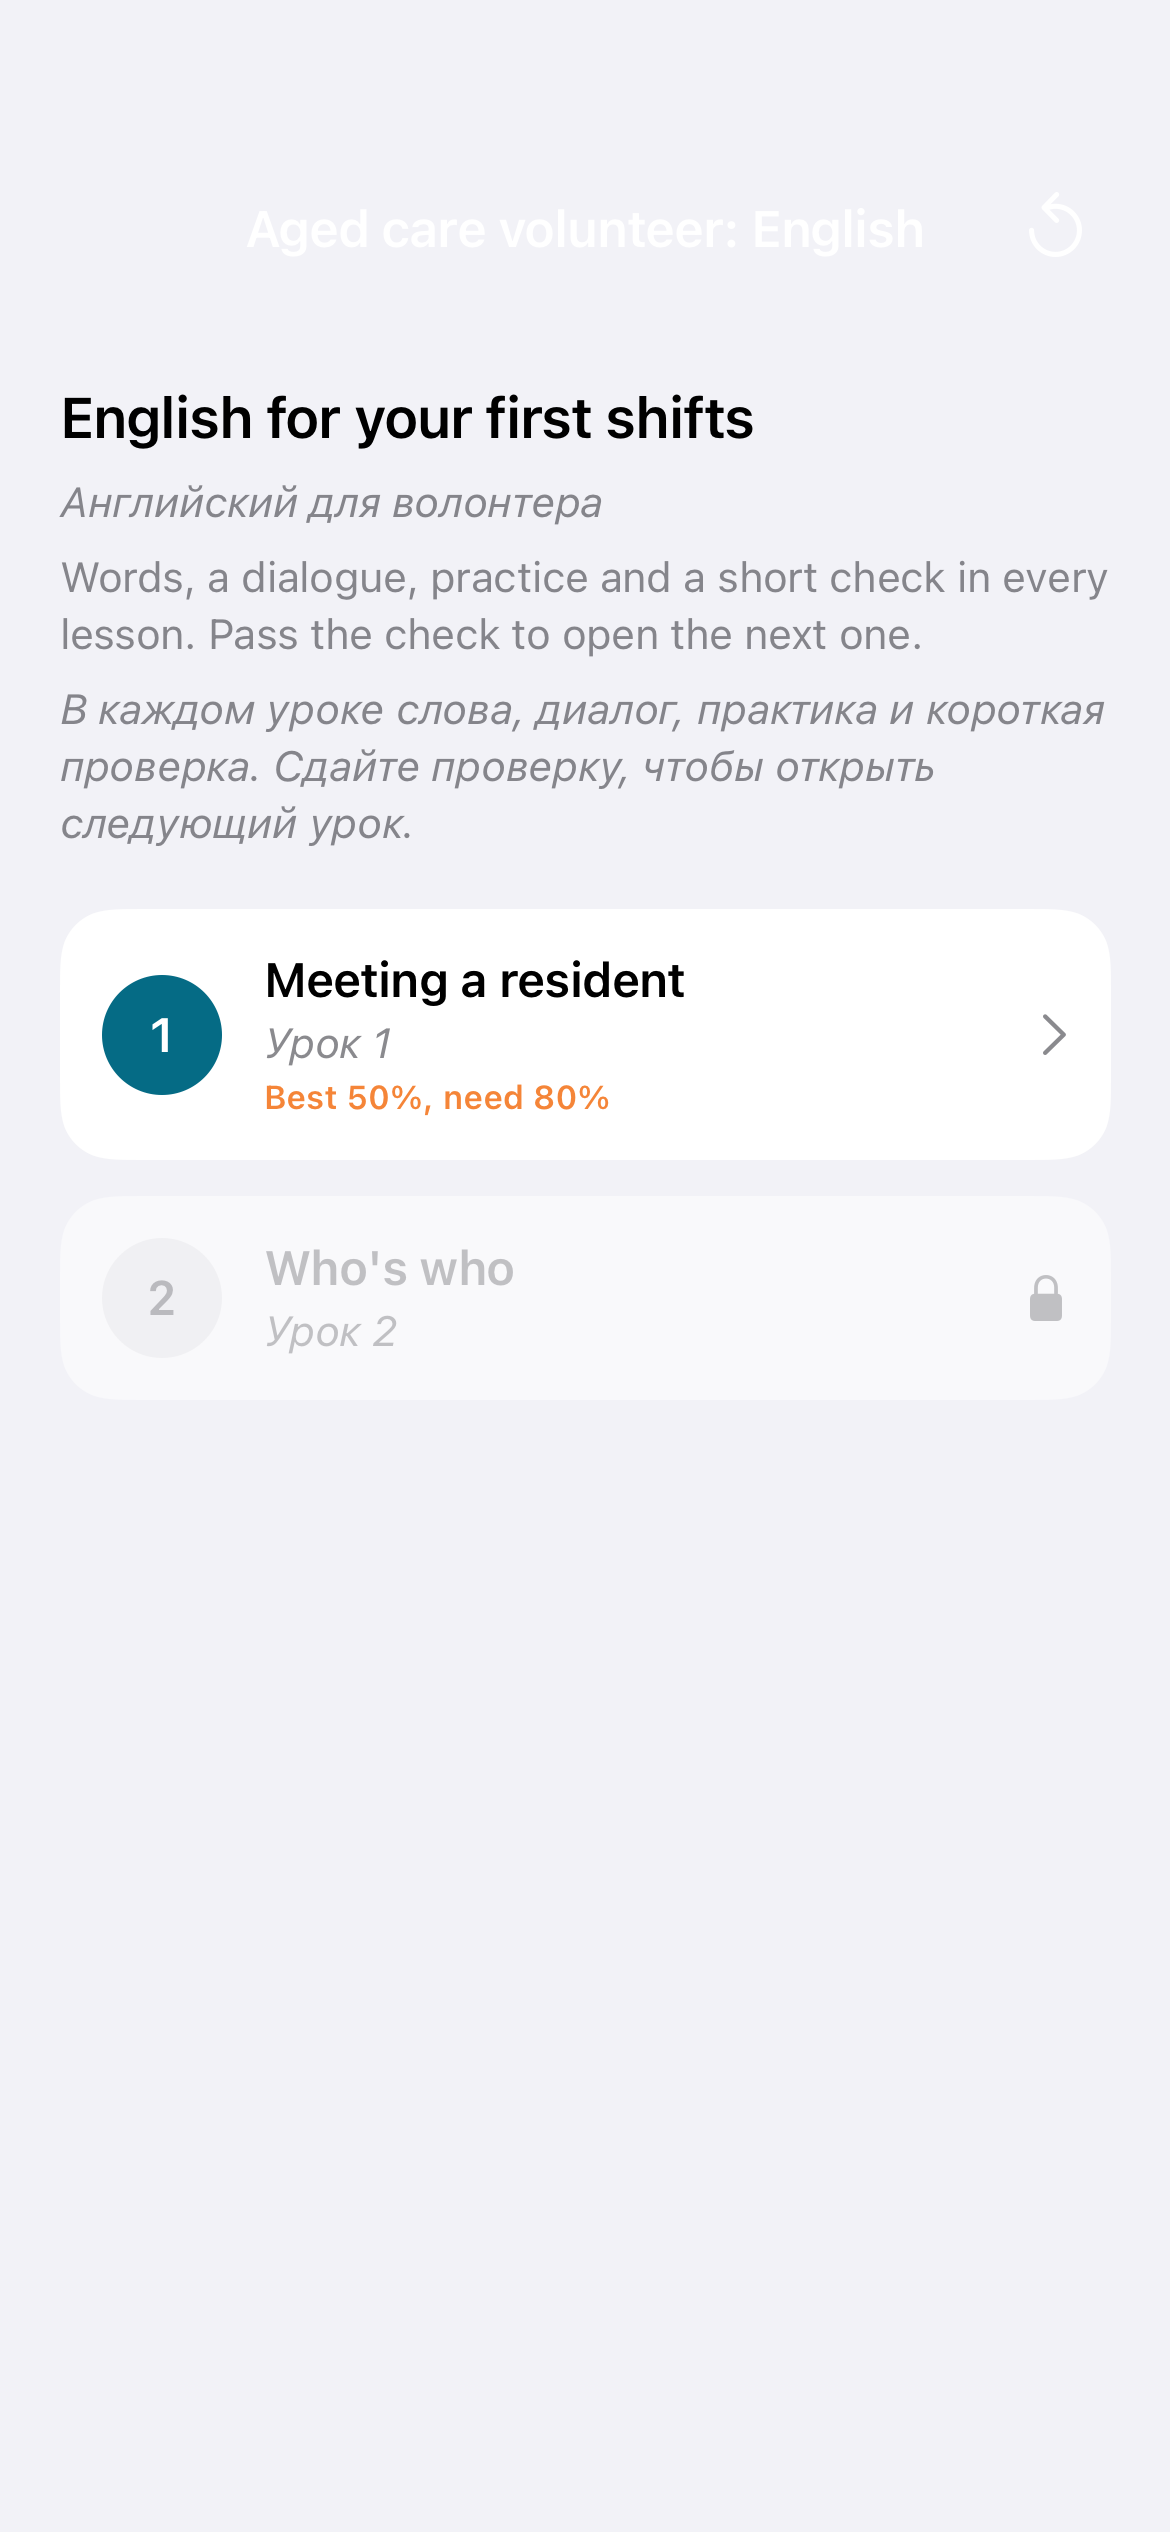 Aged care volunteer: English
English for your first shifts
Английский для волонтера
Words, a dialogue, practice and a short check in every
lesson. Pass the check to open the next one.
В каждом уроке слова, диалог, практика и короткая
проверка. Сдайте проверку, чтобы открыть
следующий урок.
1
Meeting a resident
Урок 1
Best 50%, need 80%
2
Who's who
Урок 2